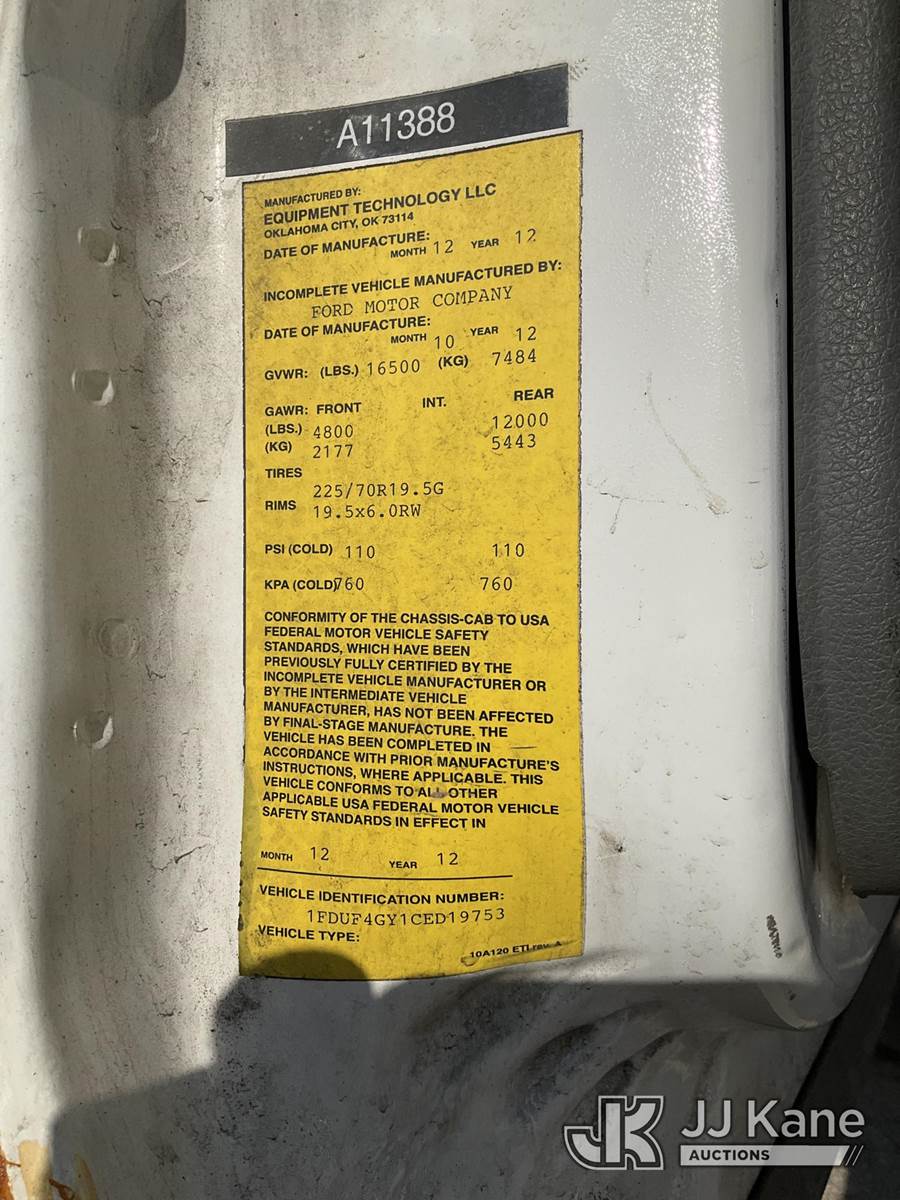 A11388
MANUFACTURED BY:
EQUIPMENT TECHNOLOGY LLC
OKLAHOMA CITY, OK 73114
DATE OF MANUFACTURE:
MONTH 12 YEAR 12
INCOMPLETE VEHICLE MANUFACTURED BY:
FORD MOTOR COMPANY
DATE OF MANUFACTURE:
MONTH 10 YEAR 12
GVWR: (LBS.) 16500 (KG) 7484
GAWR: FRONT INT. REAR
(LBS.) 4800 12000
(KG) 2177 5443
TIRES
225/70R19.5G
RIMS 19.5x6.0RW
PSI (COLD) 110 110
KPA (COLD) 760 760
CONFORMITY OF THE CHASSIS-CAB TO USA
FEDERAL MOTOR VEHICLE SAFETY
STANDARDS, WHICH HAVE BEEN
PREVIOUSLY FULLY CERTIFIED BY THE
INCOMPLETE VEHICLE MANUFACTURER OR
BY THE INTERMEDIATE VEHICLE
MANUFACTURER, HAS NOT BEEN AFFECTED
BY FINAL-STAGE MANUFACTURE. THE
VEHICLE HAS BEEN COMPLETED IN
ACCORDANCE WITH PRIOR MANUFACTURE'S
INSTRUCTIONS, WHERE APPLICABLE. THIS
VEHICLE CONFORMS TO ALL OTHER
APPLICABLE USA FEDERAL MOTOR VEHICLE
SAFETY STANDARDS IN EFFECT IN
MONTH 12 YEAR 12
VEHICLE IDENTIFICATION NUMBER:
1FDUF4GY1CED19753
VEHICLE TYPE:
10A120 ETI rev. A
JK JJ Kane
AUCTIONS